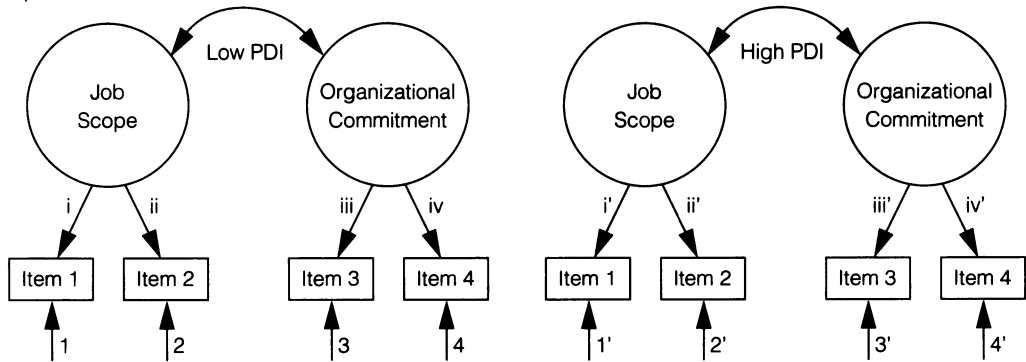 Low PDI
Job
Scope
Organizational
Commitment
i
ii
iii
iv
Item 1
Item 2
Item 3
Item 4
1
2
3
4
High PDI
Job
Scope
Organizational
Commitment
i'
ii'
iii'
iv'
Item 1
Item 2
Item 3
Item 4
1'
2'
3'
4'